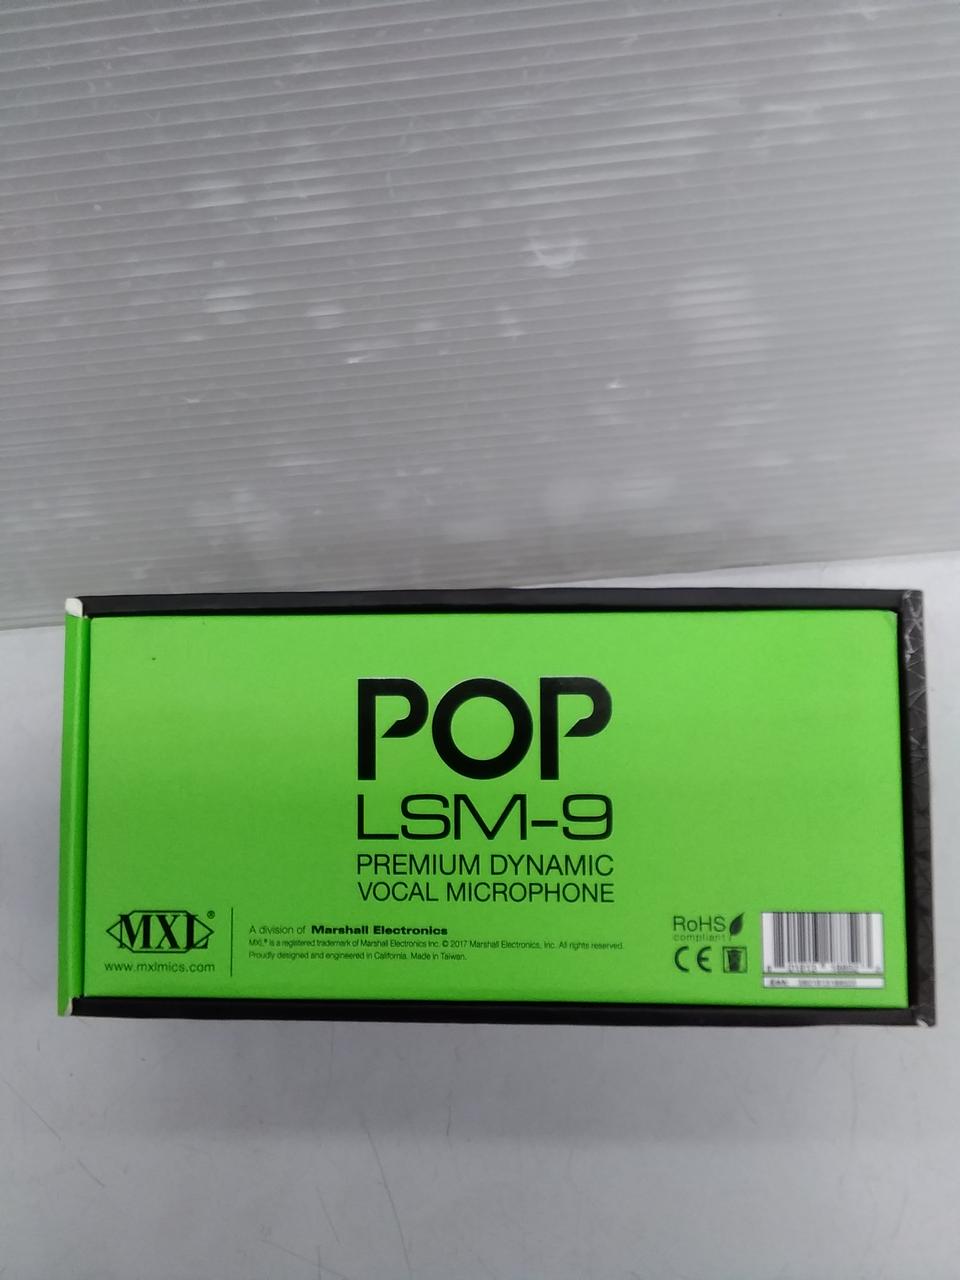 POP
LSM-9
PREMIUM DYNAMIC
VOCAL MICROPHONE
MXL®
www.mxlmics.com
A division of Marshall Electronics
MXL® is a registered trademark of Marshall Electronics Inc. © 2017 Marshall Electronics, Inc. All rights reserved.
Proudly designed and engineered in California. Made in Taiwan.
RoHS
compliant
CE
EAN: